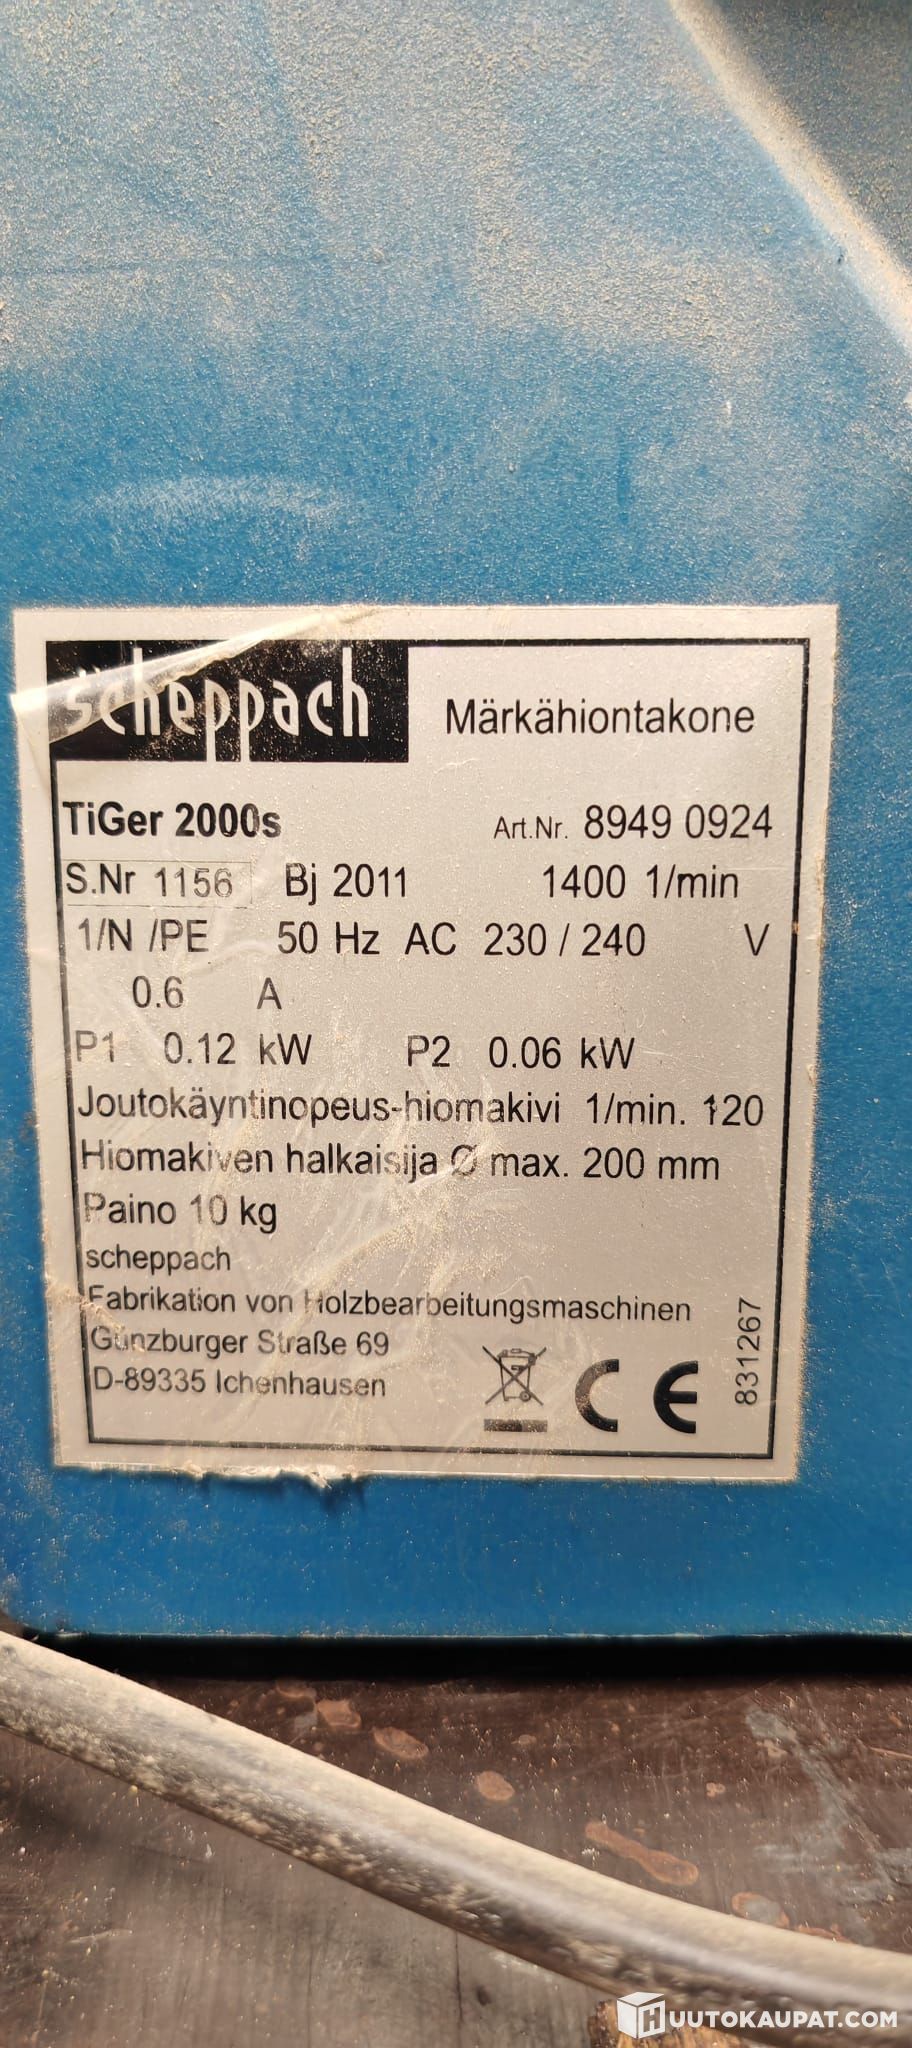 scheppach Märkähiontakone
TiGer 2000s Art.Nr. 8949 0924
S.Nr 1156 Bj 2011 1400 1/min
1/N /PE 50 Hz AC 230 / 240 V
0.6 A
P1 0.12 kW P2 0.06 kW
Joutokäyntinopeus-hiomakivi 1/min. 120
Hiomakiven halkaisija Ø max. 200 mm
Paino 10 kg
scheppach
Fabrikation von Holzbearbeitungsmaschinen
Günzburger Straße 69
D-89335 Ichenhausen
CE
831267
HUUTOKAUPAT.COM